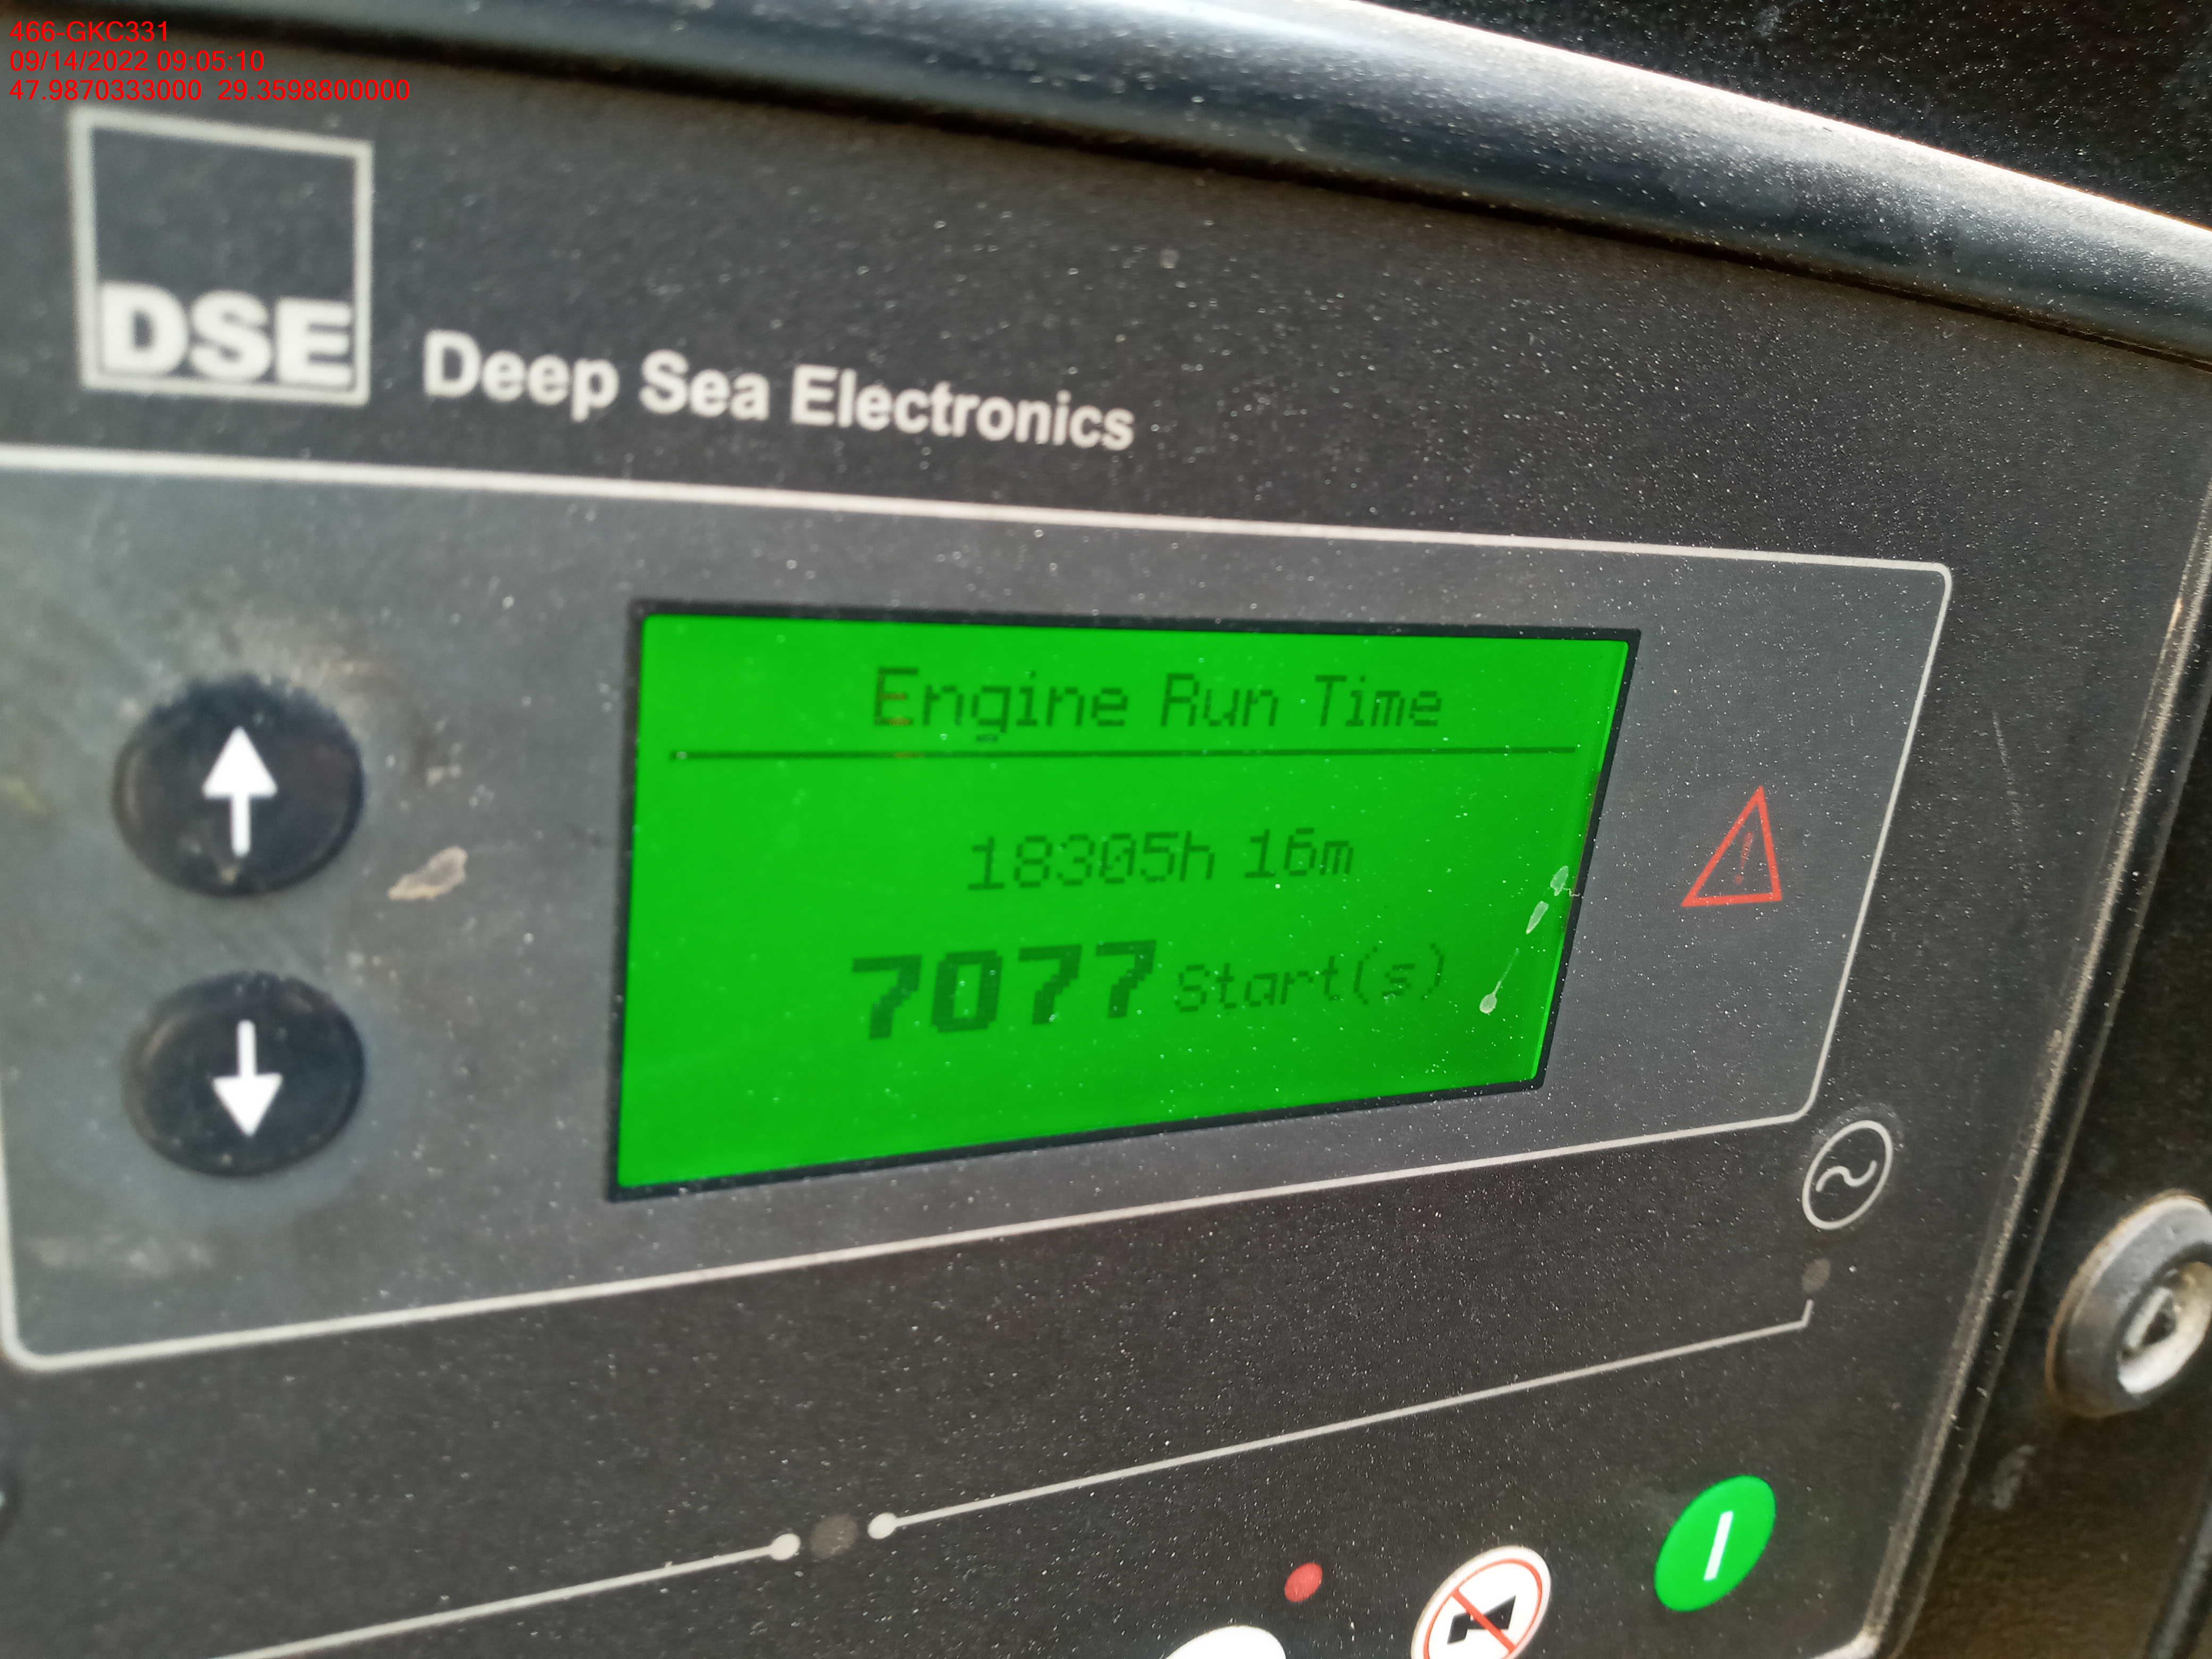 466-GKC331
09/14/2022 09:05:10
47.9870333000 29.3598800000
DSE
Deep Sea Electronics
Engine Run Time
18305h 16m
7077 Start(s)